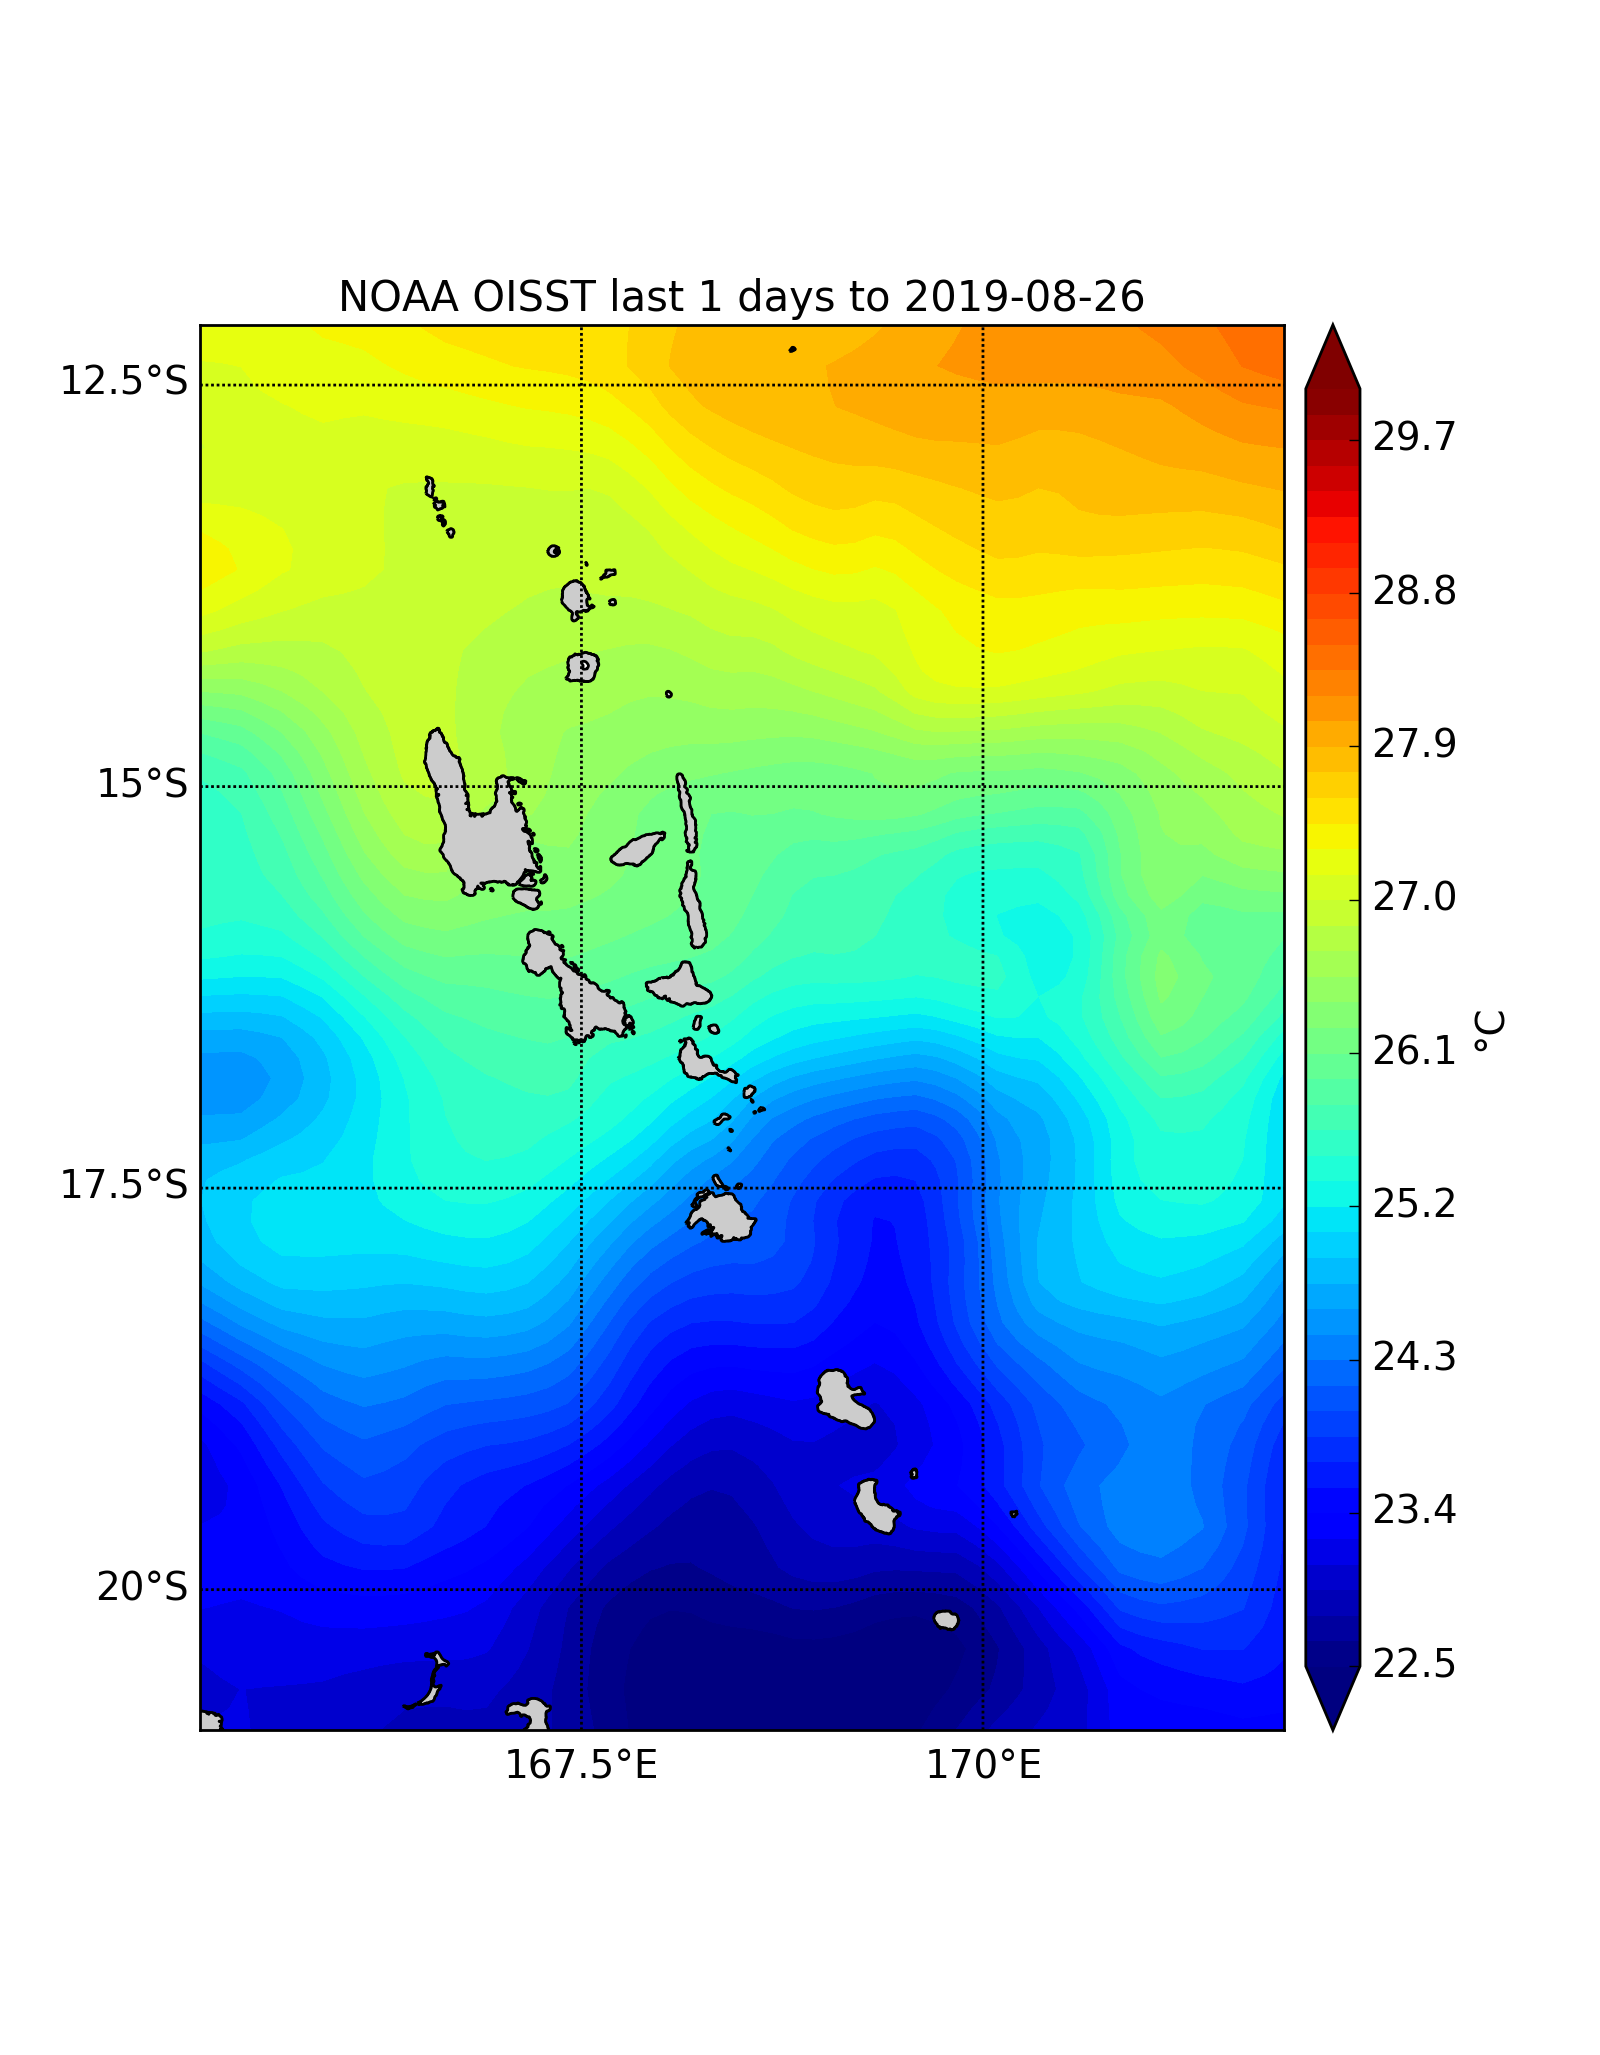 NOAA OISST last 1 days to 2019-08-26
12.5°S
15°S
17.5°S
20°S
167.5°E
170°E
29.7
28.8
27.9
27.0
26.1
25.2
24.3
23.4
22.5
°C